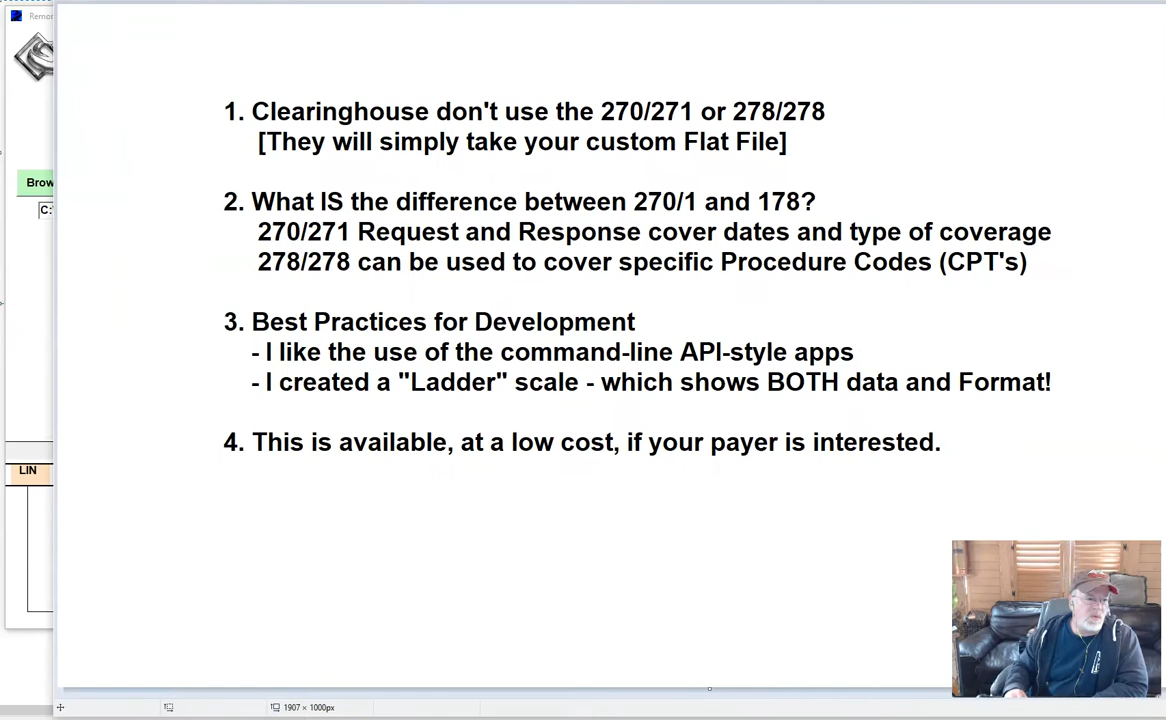 Remo
1. Clearinghouse don't use the 270/271 or 278/278
[They will simply take your custom Flat File]
Brow
C:
2. What IS the difference between 270/1 and 178?
270/271 Request and Response cover dates and type of coverage
278/278 can be used to cover specific Procedure Codes (CPT's)
3. Best Practices for Development
- I like the use of the command-line API-style apps
- I created a "Ladder" scale - which shows BOTH data and Format!
4. This is available, at a low cost, if your payer is interested.
LIN
1907 × 1000px